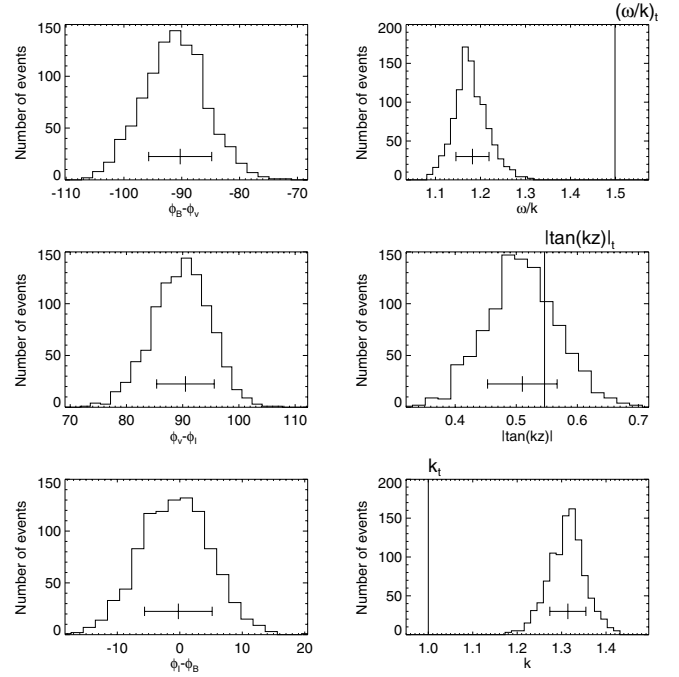 150
100
50
0
Number of events
-110 -100 -90 -80 -70
ϕB-ϕv
(ω/k)t
200
150
100
50
0
Number of events
1.1 1.2 1.3 1.4 1.5
ω/k
150
100
50
0
Number of events
70 80 90 100 110
ϕv-ϕI
|tan(kz)|t
150
100
50
0
Number of events
0.4 0.5 0.6 0.7
|tan(kz)|
150
100
50
0
Number of events
-10 0 10 20
ϕI-ϕB
kt
200
150
100
50
0
Number of events
1.0 1.1 1.2 1.3 1.4
k